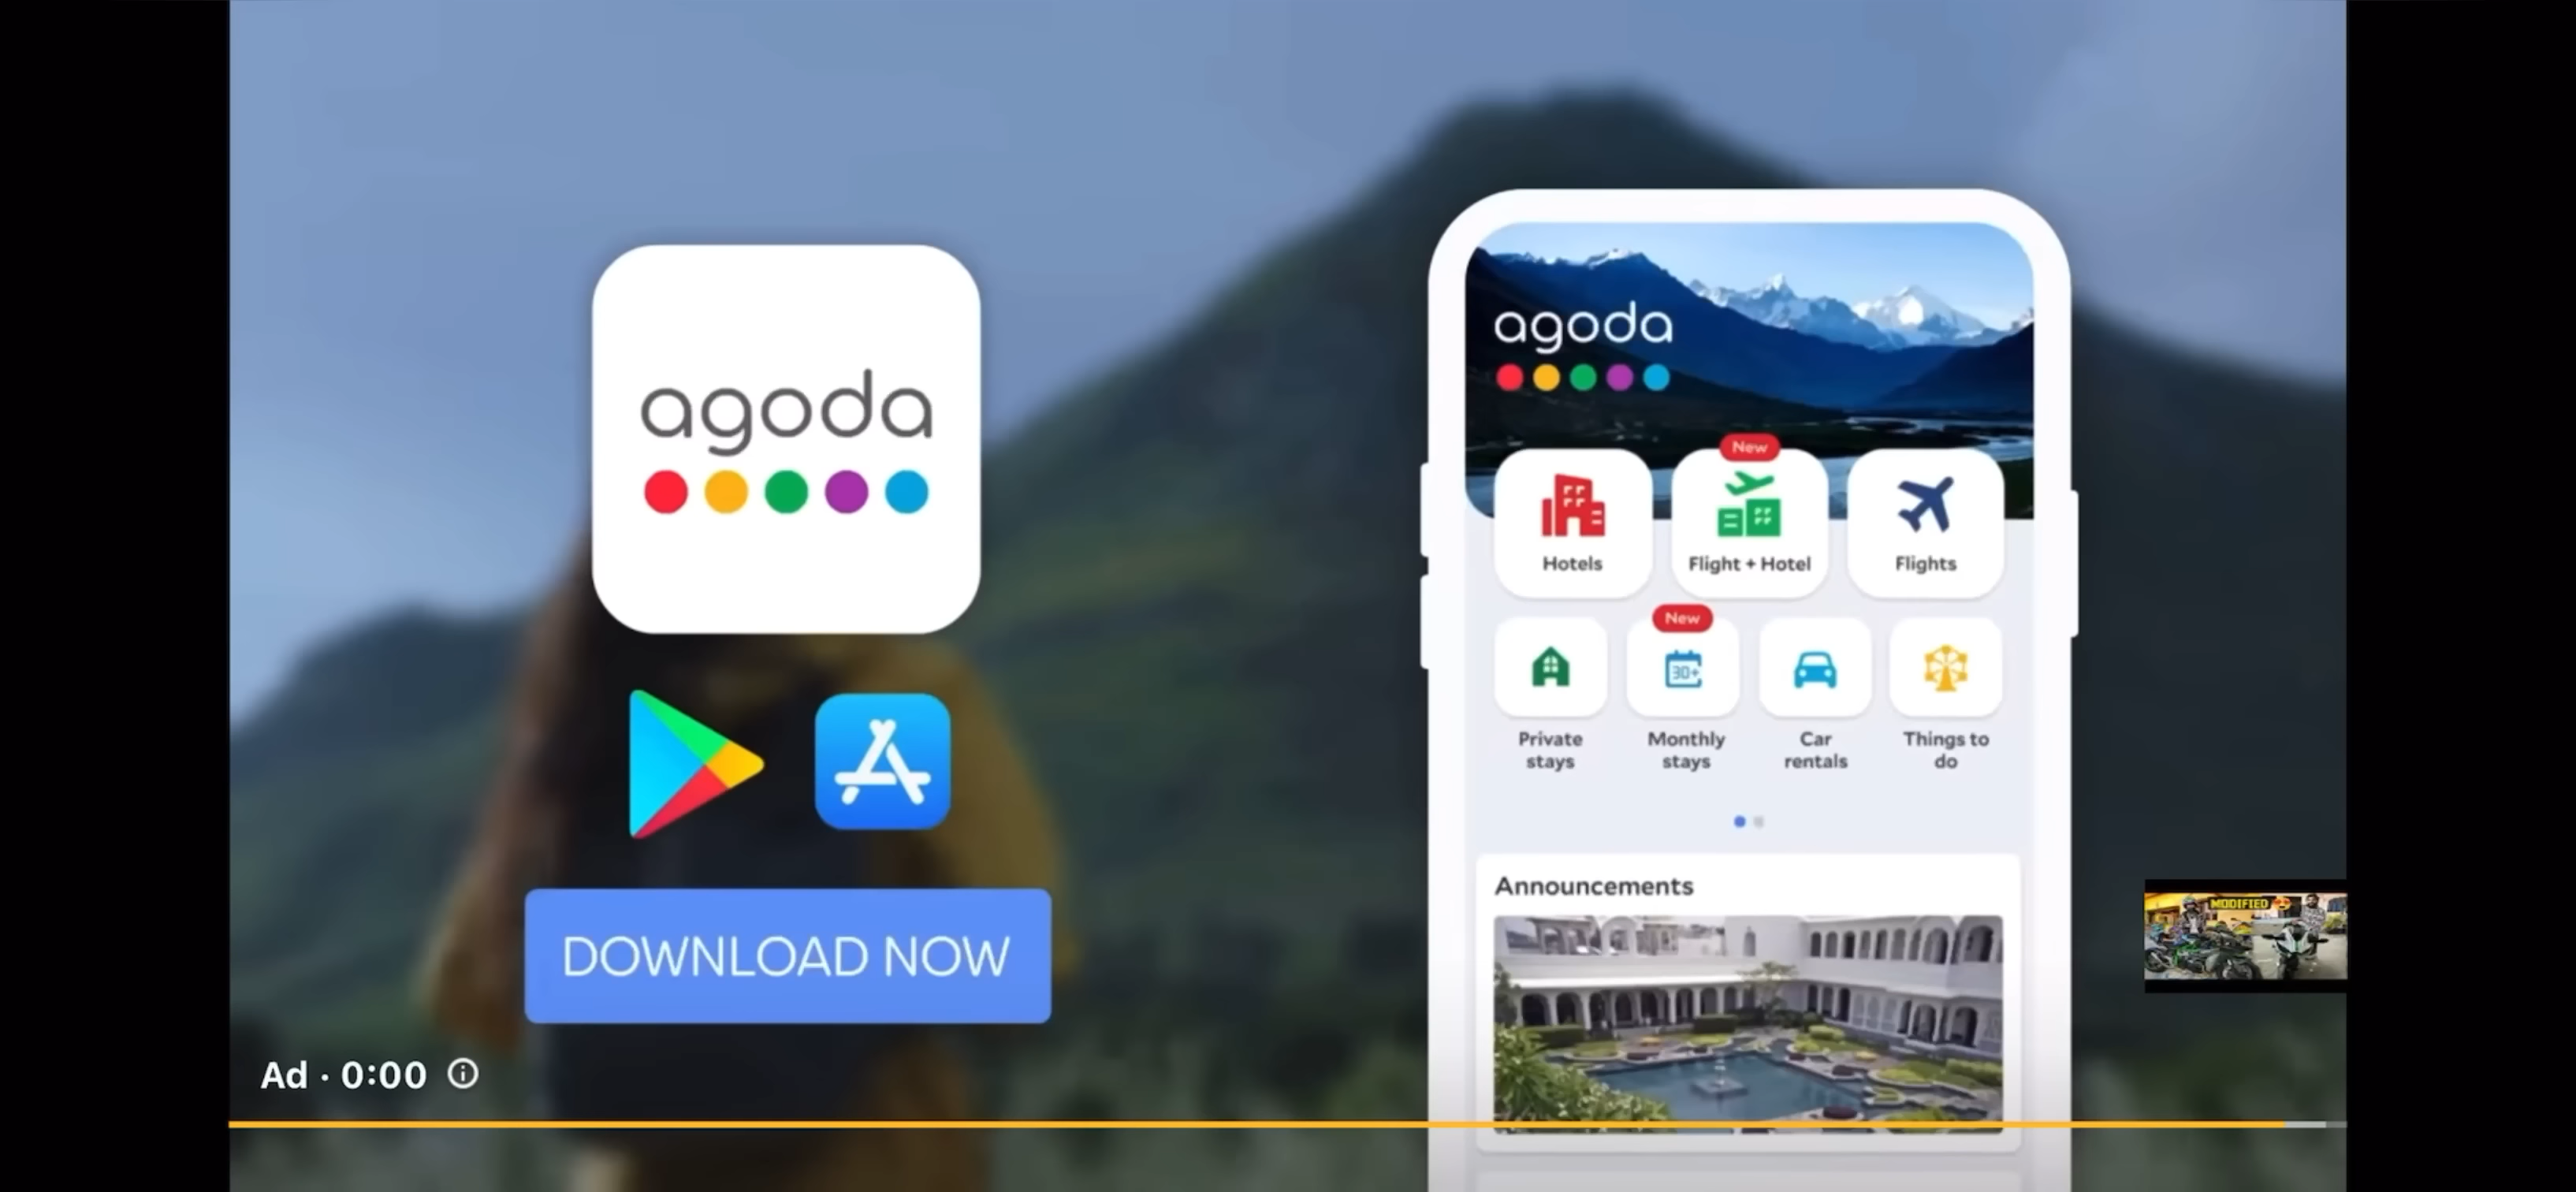 agoda
DOWNLOAD NOW
Ad · 0:00
agoda
New
Hotels
Flight + Hotel
Flights
New
30+
Private stays
Monthly stays
Car rentals
Things to do
Announcements
MODIFIED